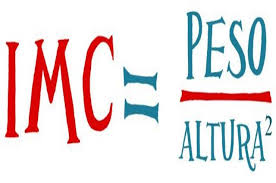 IMC = PESO
ALTURA²